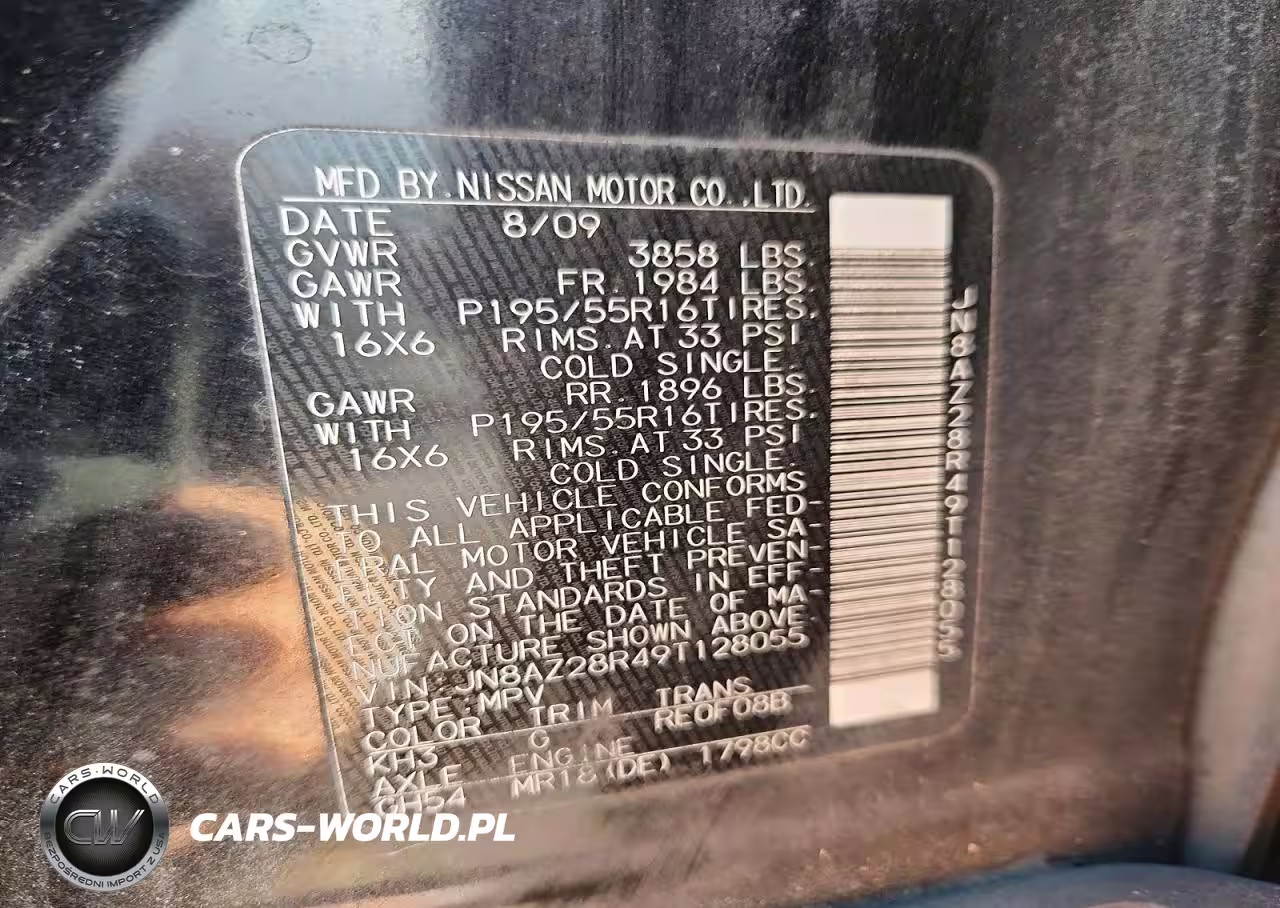 MFD BY NISSAN MOTOR CO.,LTD.
DATE 8/09
GVWR 3858 LBS.
GAWR FR. 1984 LBS.
WITH P195/55R16TIRES.
16X6 RIMS. AT 33 PSI
COLD SINGLE.
GAWR RR. 1896 LBS.
WITH P195/55R16TIRES.
16X6 RIMS. AT 33 PSI
COLD SINGLE.
THIS VEHICLE CONFORMS
TO ALL APPLICABLE FED-
ERAL MOTOR VEHICLE SA-
FETY AND THEFT PREVEN-
TION STANDARDS IN EFF-
ECT ON THE DATE OF MA-
NUFACTURE SHOWN ABOVE
VIN:JN8AZ28R49T128055
TYPE:MPV
COLOR TRIM TRANS
KH3 G RE0F08B
AXLE ENGINE
GH54 MR18(DE) 1798CC
JN8AZ28R49T128055
CARS-WORLD
CW
BEZPOŚREDNI IMPORT Z USA
CARS-WORLD.PL